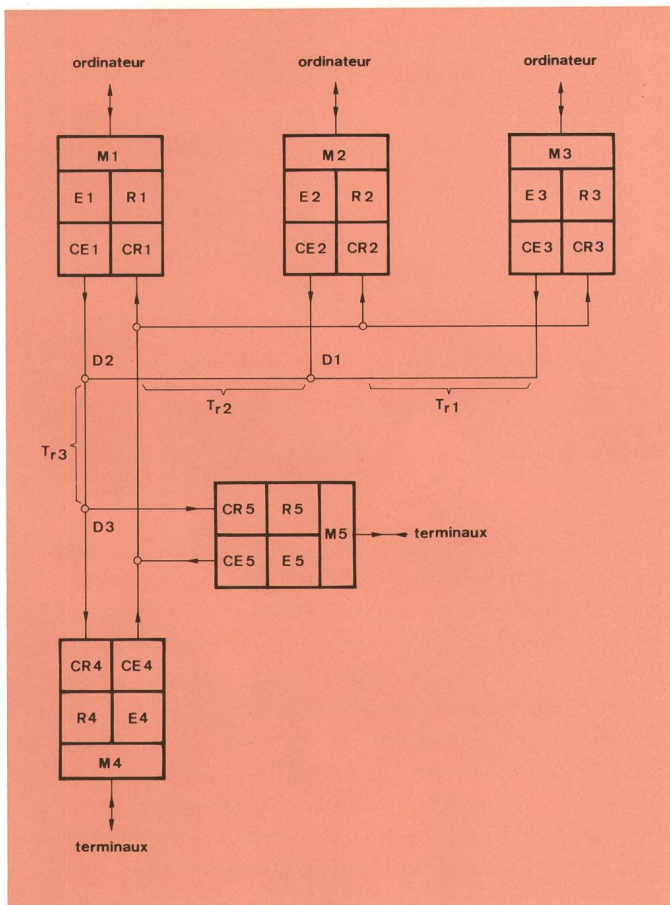 ordinateur ordinateur ordinateur
M1 M2 M3
E1 R1 E2 R2 E3 R3
CE1 CR1 CE2 CR2 CE3 CR3
D2 D1
Tr2 Tr1
Tr3
CR5 R5 M5 terminaux
D3
CE5 E5
CR4 CE4
R4 E4
M4
terminaux